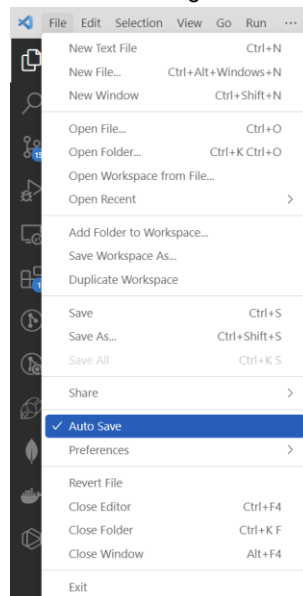 File Edit Selection View Go Run ...
New Text File Ctrl+N
New File... Ctrl+Alt+Windows+N
New Window Ctrl+Shift+N
Open File... Ctrl+O
Open Folder... Ctrl+K Ctrl+O
Open Workspace from File...
Open Recent
Add Folder to Workspace...
Save Workspace As...
Duplicate Workspace
Save Ctrl+S
Save As... Ctrl+Shift+S
Save All Ctrl+K S
Share
Auto Save
Preferences
Revert File
Close Editor Ctrl+F4
Close Folder Ctrl+K F
Close Window Alt+F4
Exit